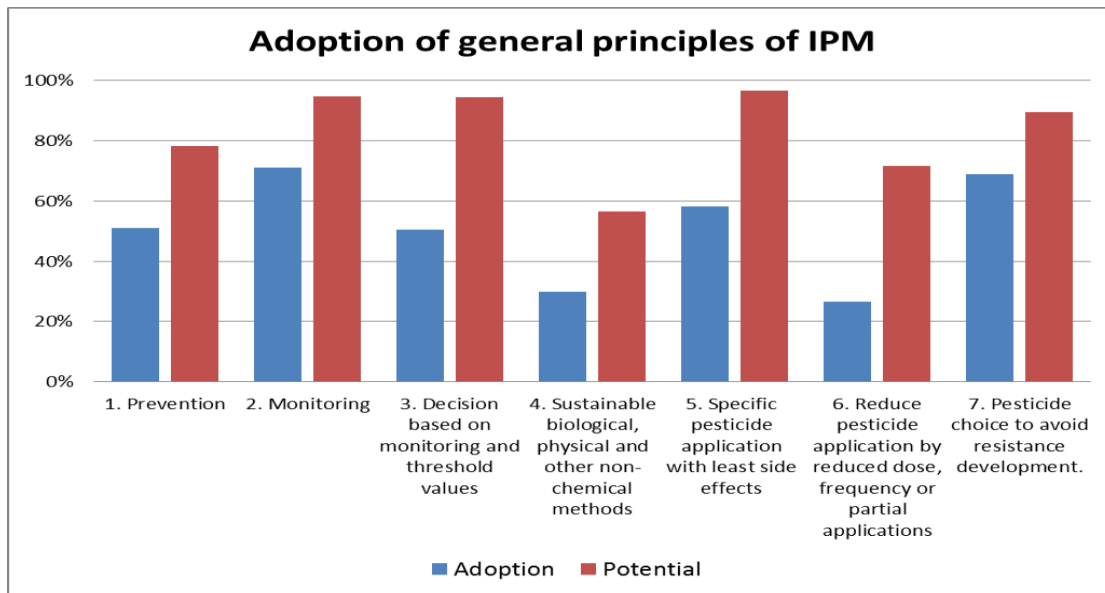 Adoption of general principles of IPM
100%
80%
60%
40%
20%
0%
1. Prevention
2. Monitoring
3. Decision
based on
monitoring and
threshold
values
4. Sustainable
biological,
physical and
other non-
chemical
methods
5. Specific
pesticide
application
with least side
effects
6. Reduce
pesticide
application by
reduced dose,
frequency or
partial
applications
7. Pesticide
choice to avoid
resistance
development.
Adoption
Potential